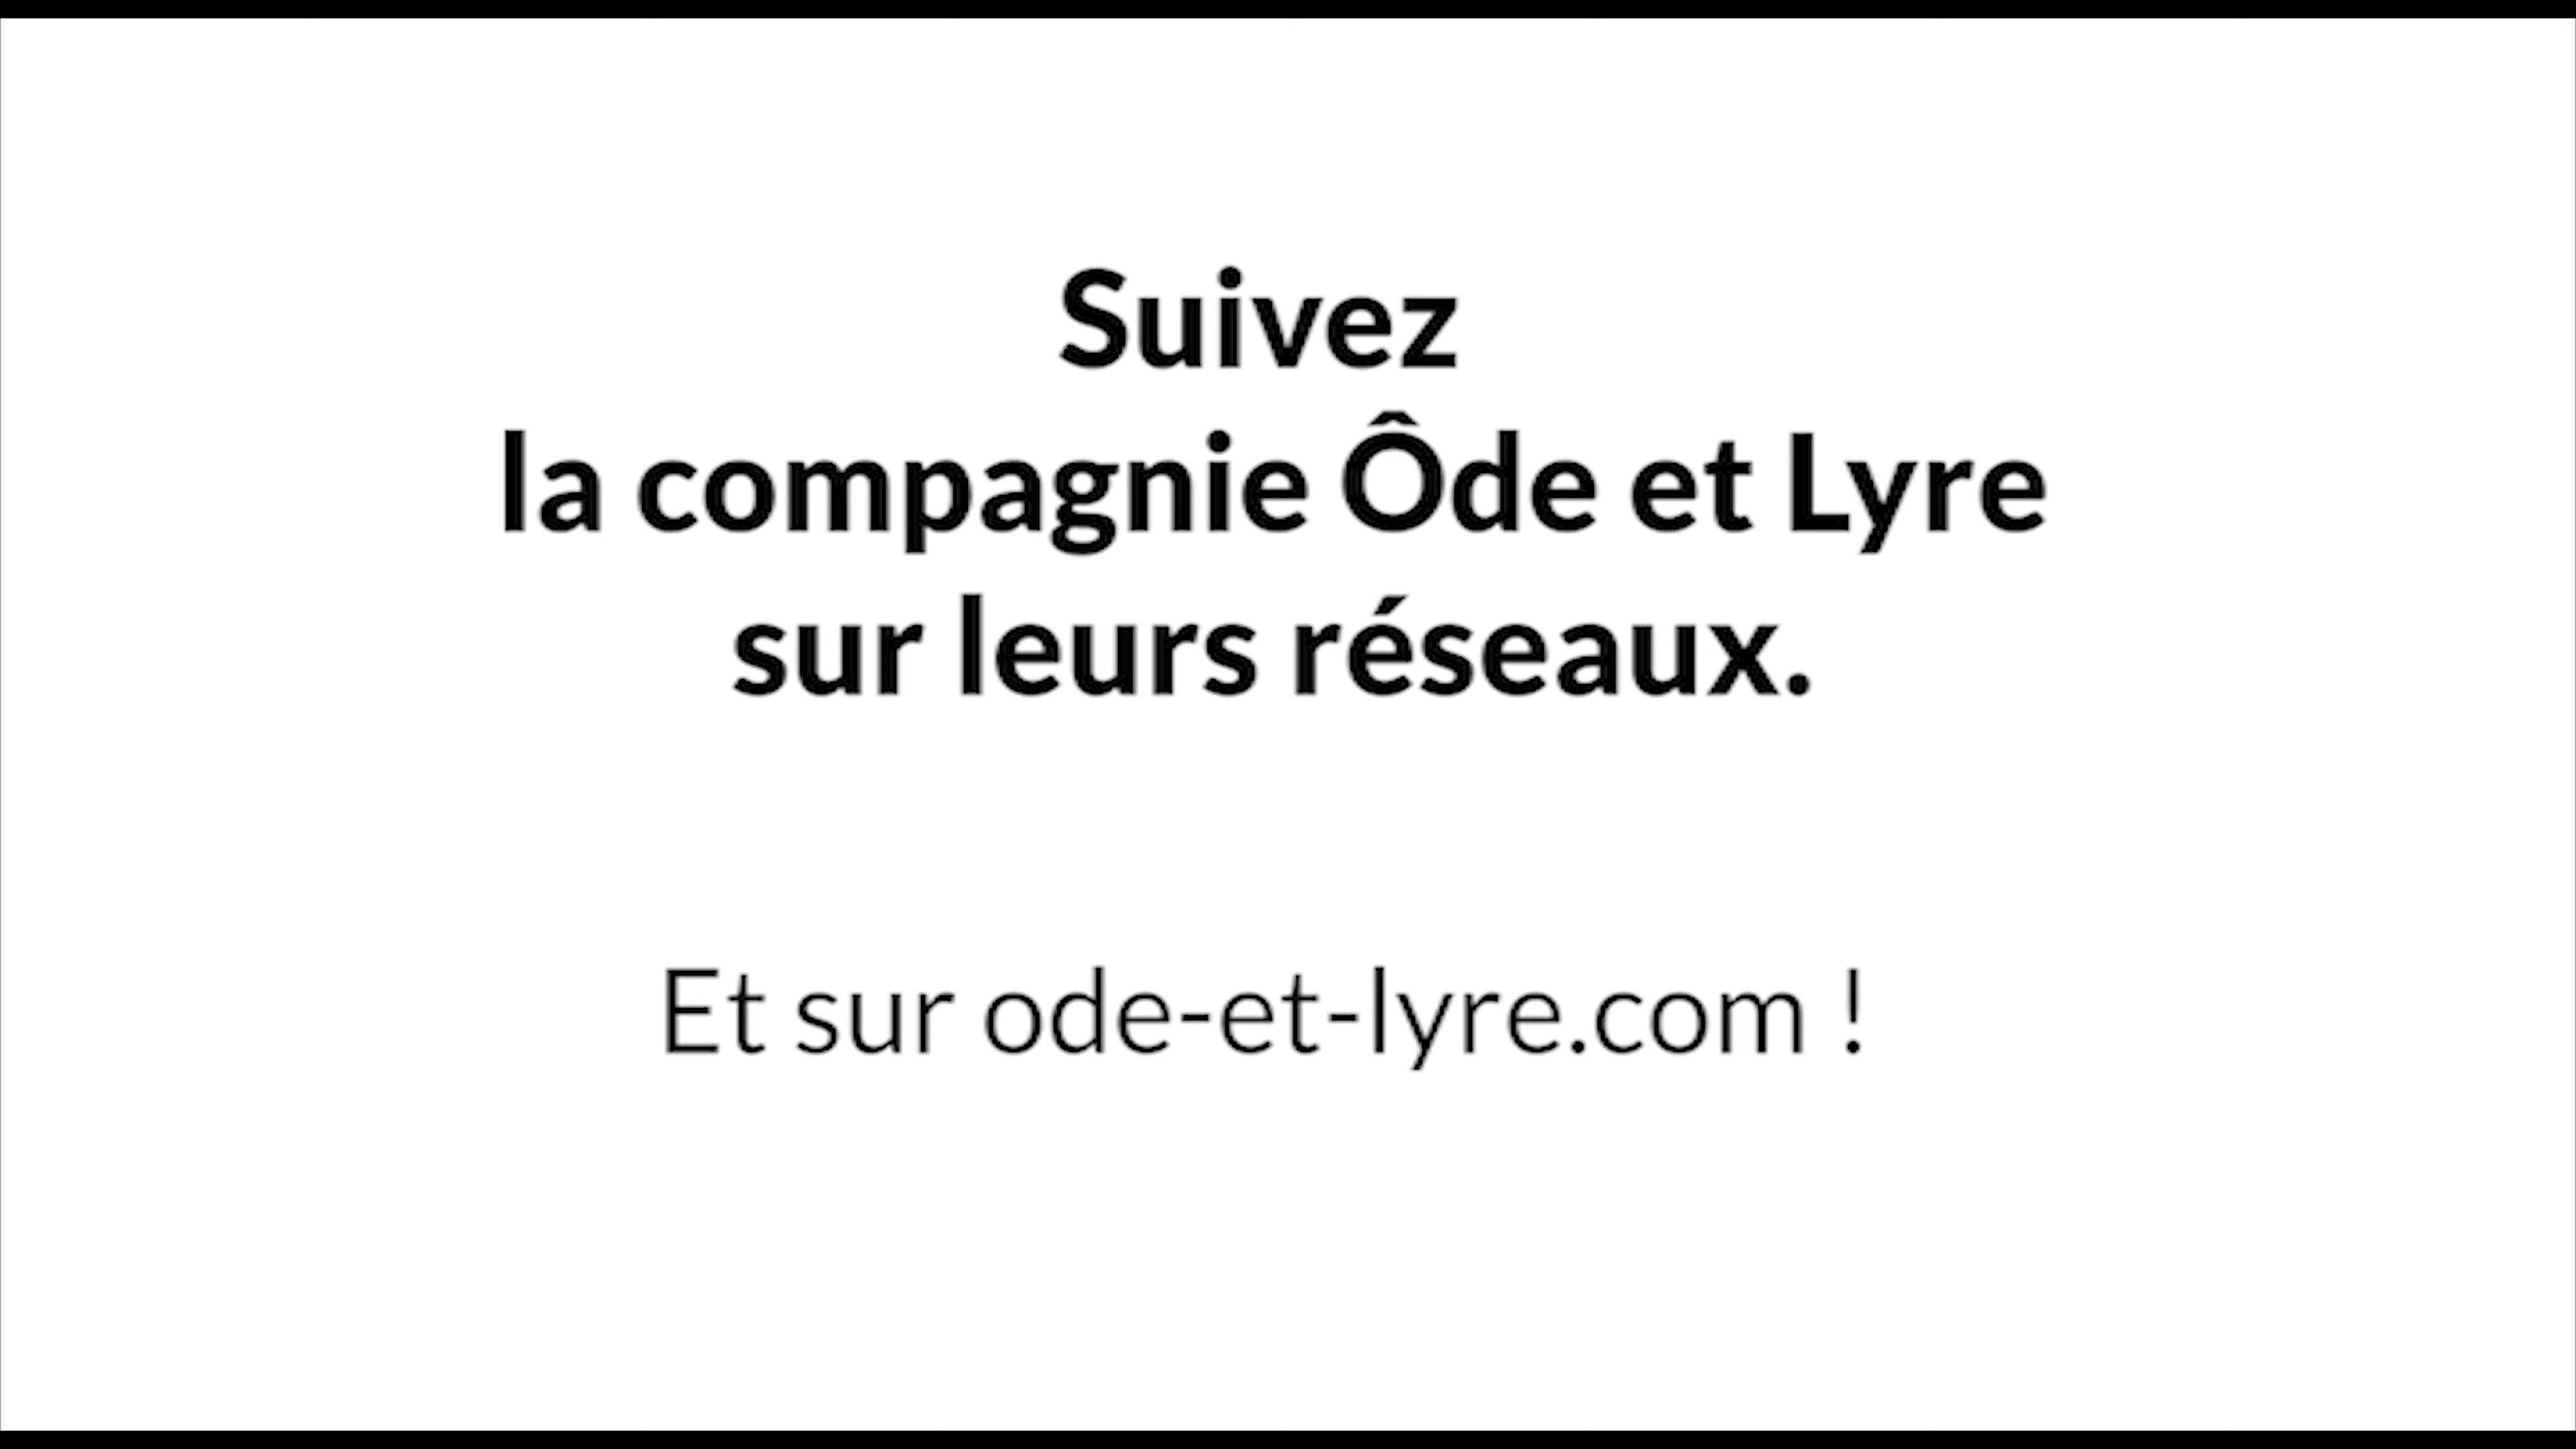 Suivez
la compagnie Ôde et Lyre
sur leurs réseaux.
Et sur ode-et-lyre.com !